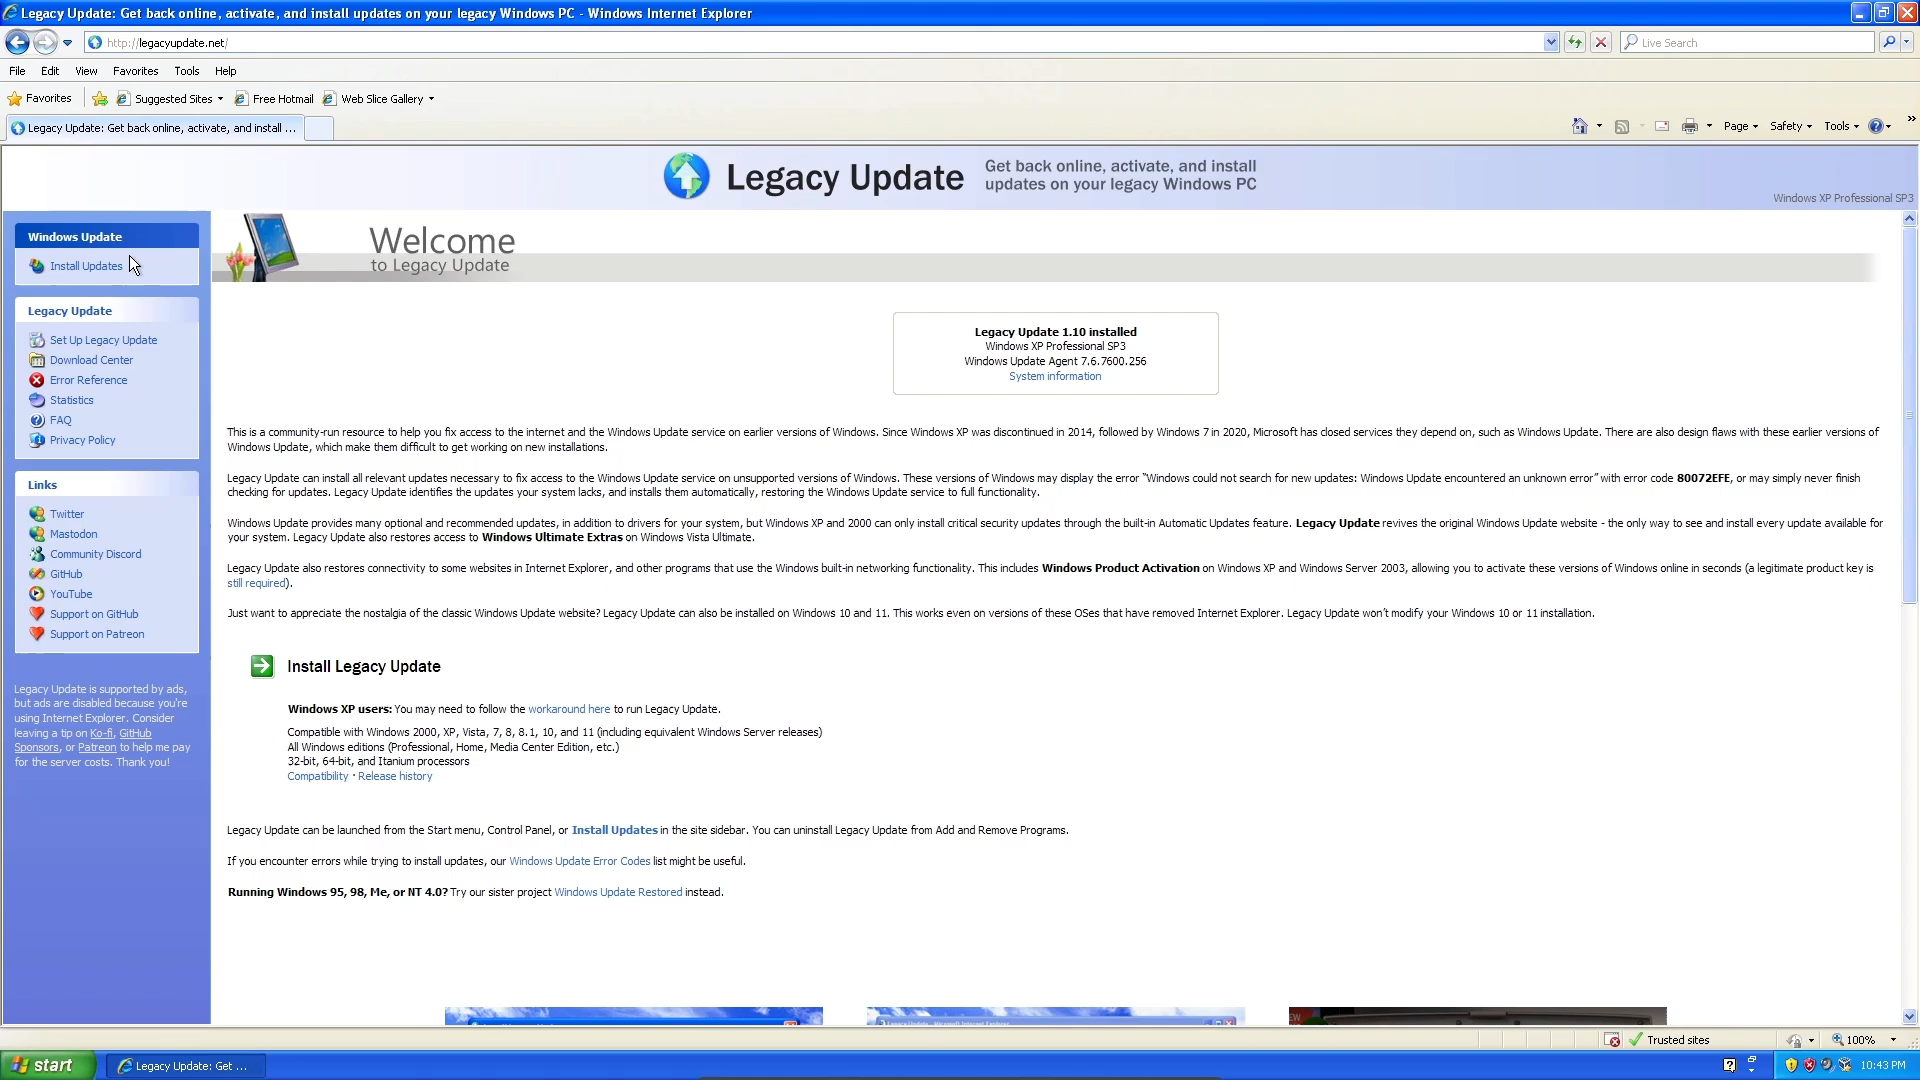 Legacy Update: Get back online, activate, and install updates on your legacy Windows PC - Windows Internet Explorer
http://legacyupdate.net/
Live Search
File Edit View Favorites Tools Help
Favorites Suggested Sites Free Hotmail Web Slice Gallery
Legacy Update: Get back online, activate, and install ...
Page Safety Tools
Legacy Update
Get back online, activate, and install
updates on your legacy Windows PC
Windows XP Professional SP3
Windows Update
Install Updates
Legacy Update
Set Up Legacy Update
Download Center
Error Reference
Statistics
FAQ
Privacy Policy
Links
Twitter
Mastodon
Community Discord
GitHub
YouTube
Support on GitHub
Support on Patreon
Legacy Update is supported by ads,
but ads are disabled because you're
using Internet Explorer. Consider
leaving a tip on Ko-fi, GitHub
Sponsors, or Patreon to help me pay
for the server costs. Thank you!
Welcome
to Legacy Update
Legacy Update 1.10 installed
Windows XP Professional SP3
Windows Update Agent 7.6.7600.256
System information
This is a community-run resource to help you fix access to the internet and the Windows Update service on earlier versions of Windows. Since Windows XP was discontinued in 2014, followed by Windows 7 in 2020, Microsoft has closed services they depend on, such as Windows Update. There are also design flaws with these earlier versions of
Windows Update, which make them difficult to get working on new installations.
Legacy Update can install all relevant updates necessary to fix access to the Windows Update service on unsupported versions of Windows. These versions of Windows may display the error "Windows could not search for new updates: Windows Update encountered an unknown error" with error code 80072EFE, or may simply never finish
checking for updates. Legacy Update identifies the updates your system lacks, and installs them automatically, restoring the Windows Update service to full functionality.
Windows Update provides many optional and recommended updates, in addition to drivers for your system, but Windows XP and 2000 can only install critical security updates through the built-in Automatic Updates feature. Legacy Update revives the original Windows Update website - the only way to see and install every update available for
your system. Legacy Update also restores access to Windows Ultimate Extras on Windows Vista Ultimate.
Legacy Update also restores connectivity to some websites in Internet Explorer, and other programs that use the Windows built-in networking functionality. This includes Windows Product Activation on Windows XP and Windows Server 2003, allowing you to activate these versions of Windows online in seconds (a legitimate product key is
still required).
Just want to appreciate the nostalgia of the classic Windows Update website? Legacy Update can also be installed on Windows 10 and 11. This works even on versions of these OSes that have removed Internet Explorer. Legacy Update won't modify your Windows 10 or 11 installation.
Install Legacy Update
Windows XP users: You may need to follow the workaround here to run Legacy Update.
Compatible with Windows 2000, XP, Vista, 7, 8, 8.1, 10, and 11 (including equivalent Windows Server releases)
All Windows editions (Professional, Home, Media Center Edition, etc.)
32-bit, 64-bit, and Itanium processors
Compatibility · Release history
Legacy Update can be launched from the Start menu, Control Panel, or Install Updates in the site sidebar. You can uninstall Legacy Update from Add and Remove Programs.
If you encounter errors while trying to install updates, our Windows Update Error Codes list might be useful.
Running Windows 95, 98, Me, or NT 4.0? Try our sister project Windows Update Restored instead.
Trusted sites
100%
start
Legacy Update: Get ...
10:43 PM